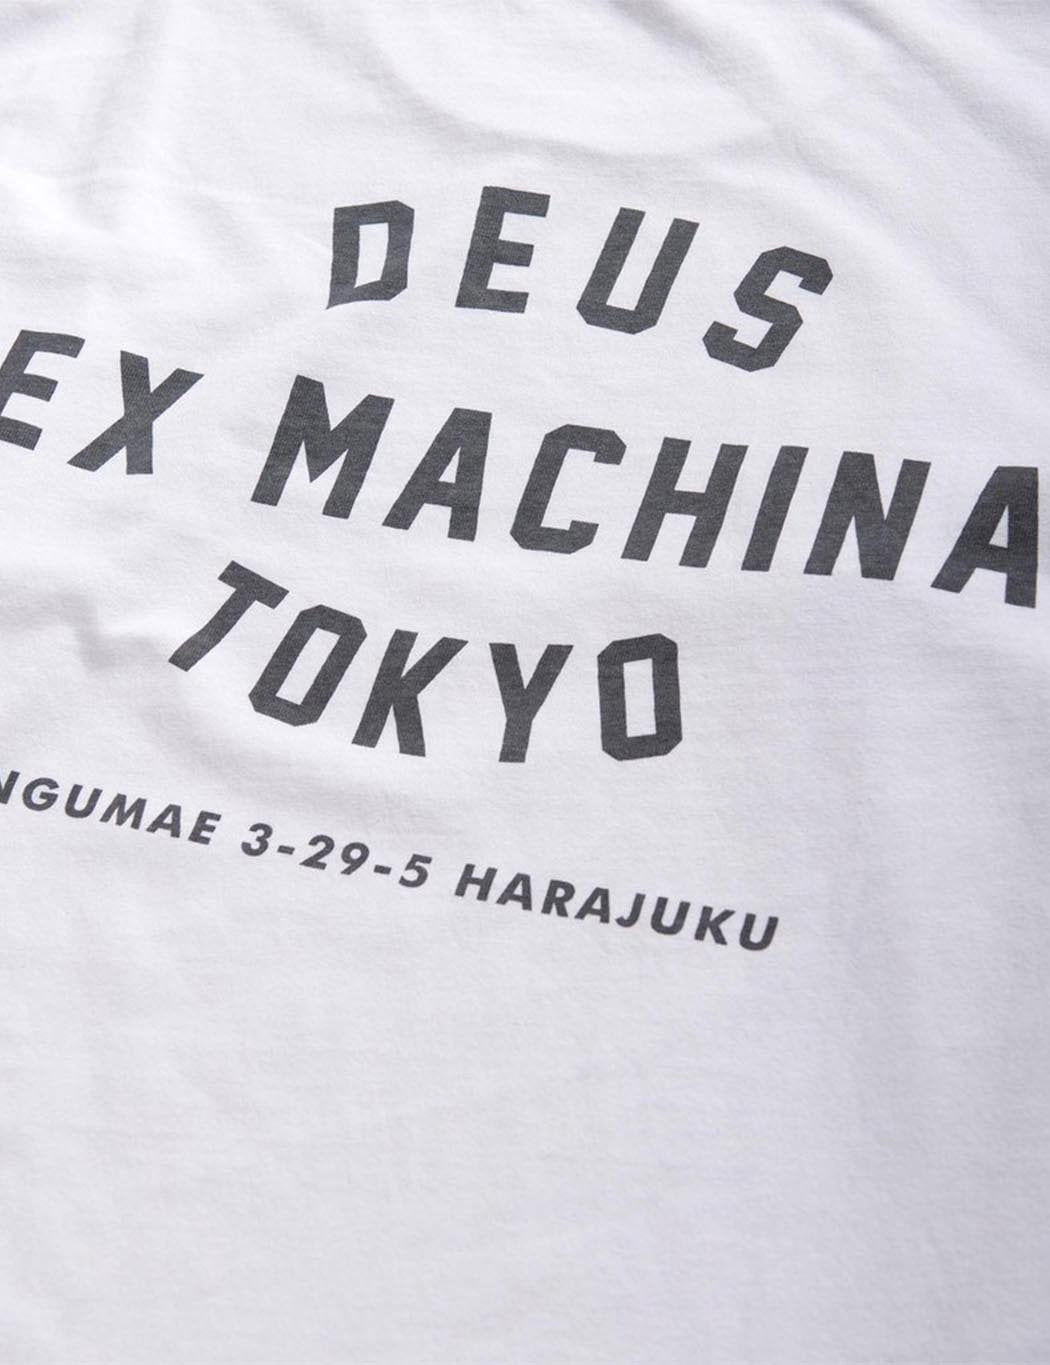 DEUS
EX MACHINA
TOKYO
NGUMAE 3-29-5 HARAJUKU